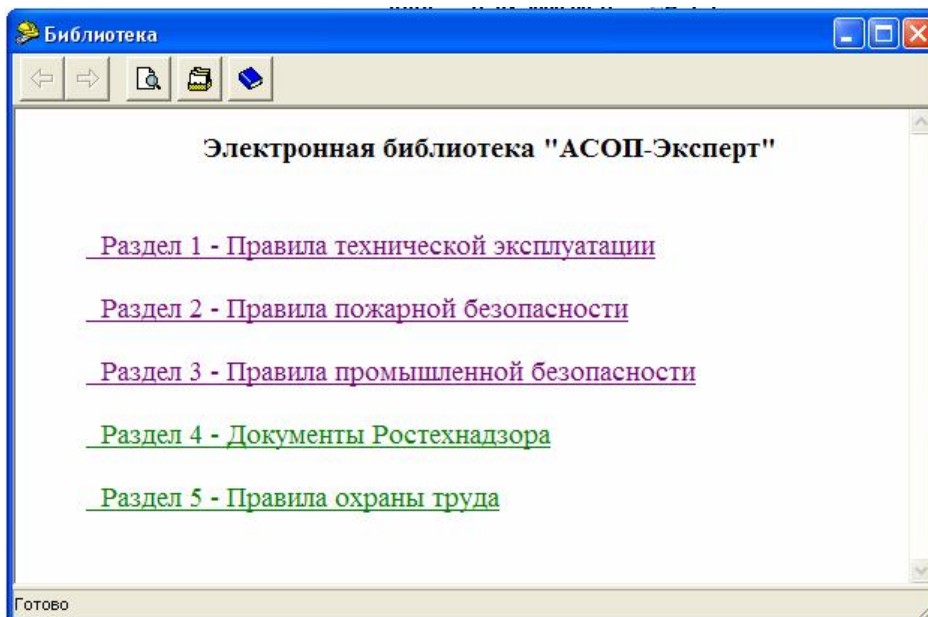 Библиотека
Электронная библиотека "АСОП-Эксперт"
Раздел 1 - Правила технической эксплуатации
Раздел 2 - Правила пожарной безопасности
Раздел 3 - Правила промышленной безопасности
Раздел 4 - Документы Ростехнадзора
Раздел 5 - Правила охраны труда
Готово